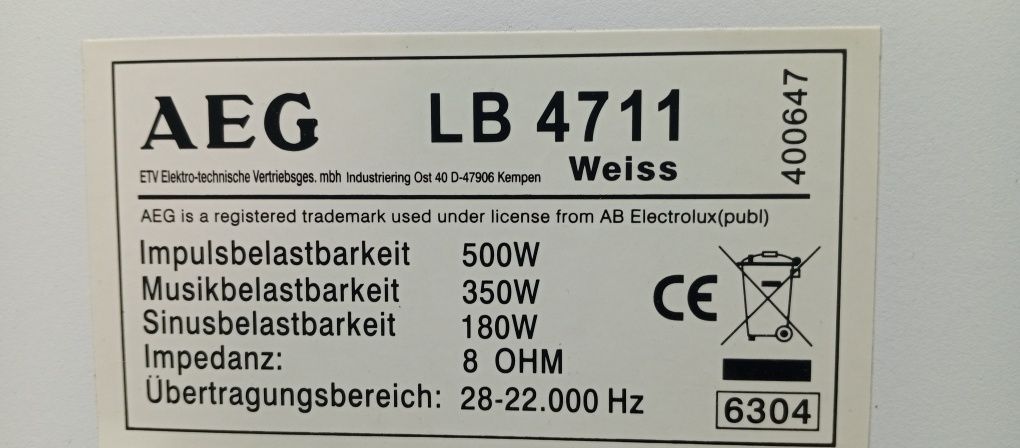 AEG LB 4711
Weiss
400647
ETV Elektro-technische Vertriebsges. mbh Industriering Ost 40 D-47906 Kempen
AEG is a registered trademark used under license from AB Electrolux(publ)
Impulsbelastbarkeit 500W
Musikbelastbarkeit 350W
Sinusbelastbarkeit 180W
Impedanz: 8 OHM
Übertragungsbereich: 28-22.000 Hz
CE
6304